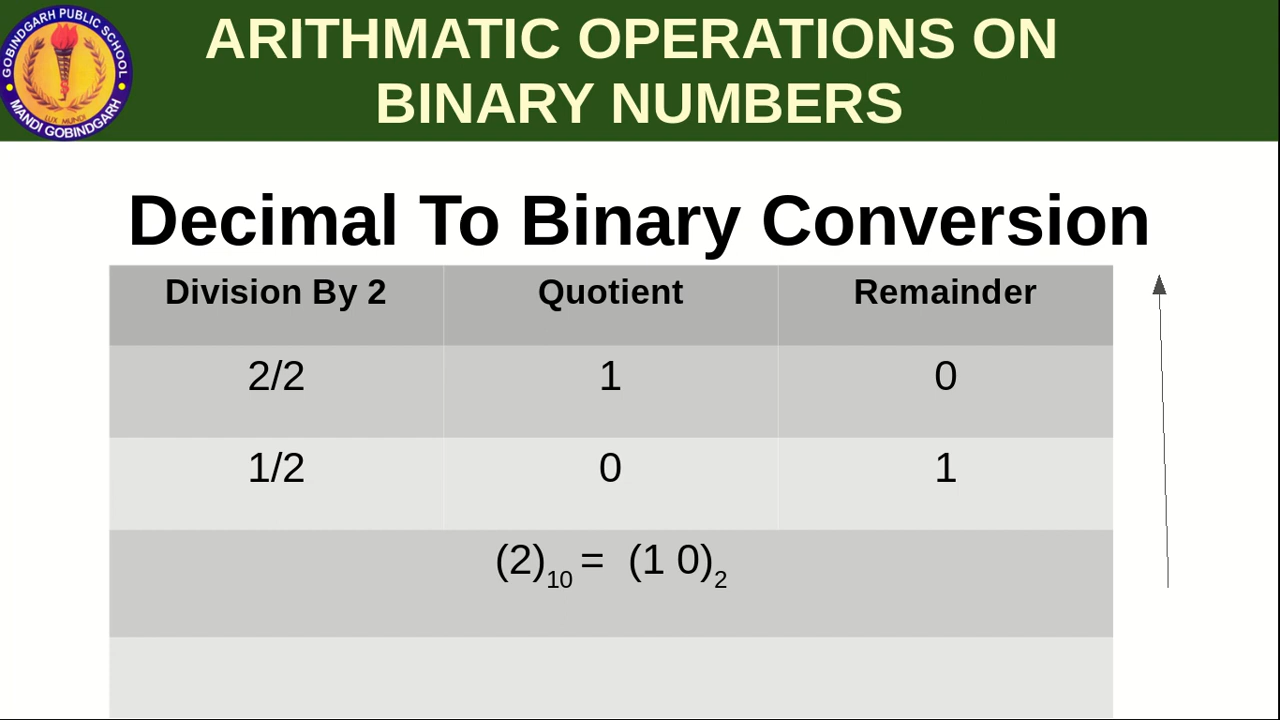 GOBINDGARH PUBLIC SCHOOL
LUX MUNDI
MANDI GOBINDGARH
ARITHMATIC OPERATIONS ON
BINARY NUMBERS
Decimal To Binary Conversion
Division By 2 Quotient Remainder
2/2 1 0
1/2 0 1
(2)10 = (1 0)2